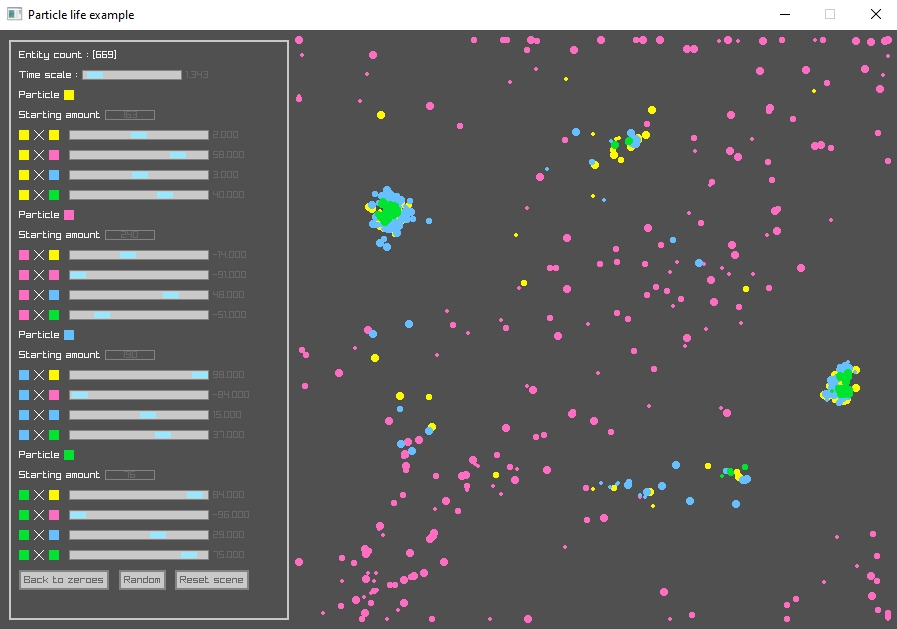 Particle life example
Entity count : (669)
Time scale : 1.343
Particle
Starting amount 163
2.000
58.000
3.000
40.000
Particle
Starting amount 240
-14.000
-91.000
48.000
-51.000
Particle
Starting amount 190
98.000
-84.000
15.000
37.000
Particle
Starting amount 76
84.000
-96.000
29.000
75.000
Back to zeroes Random Reset scene